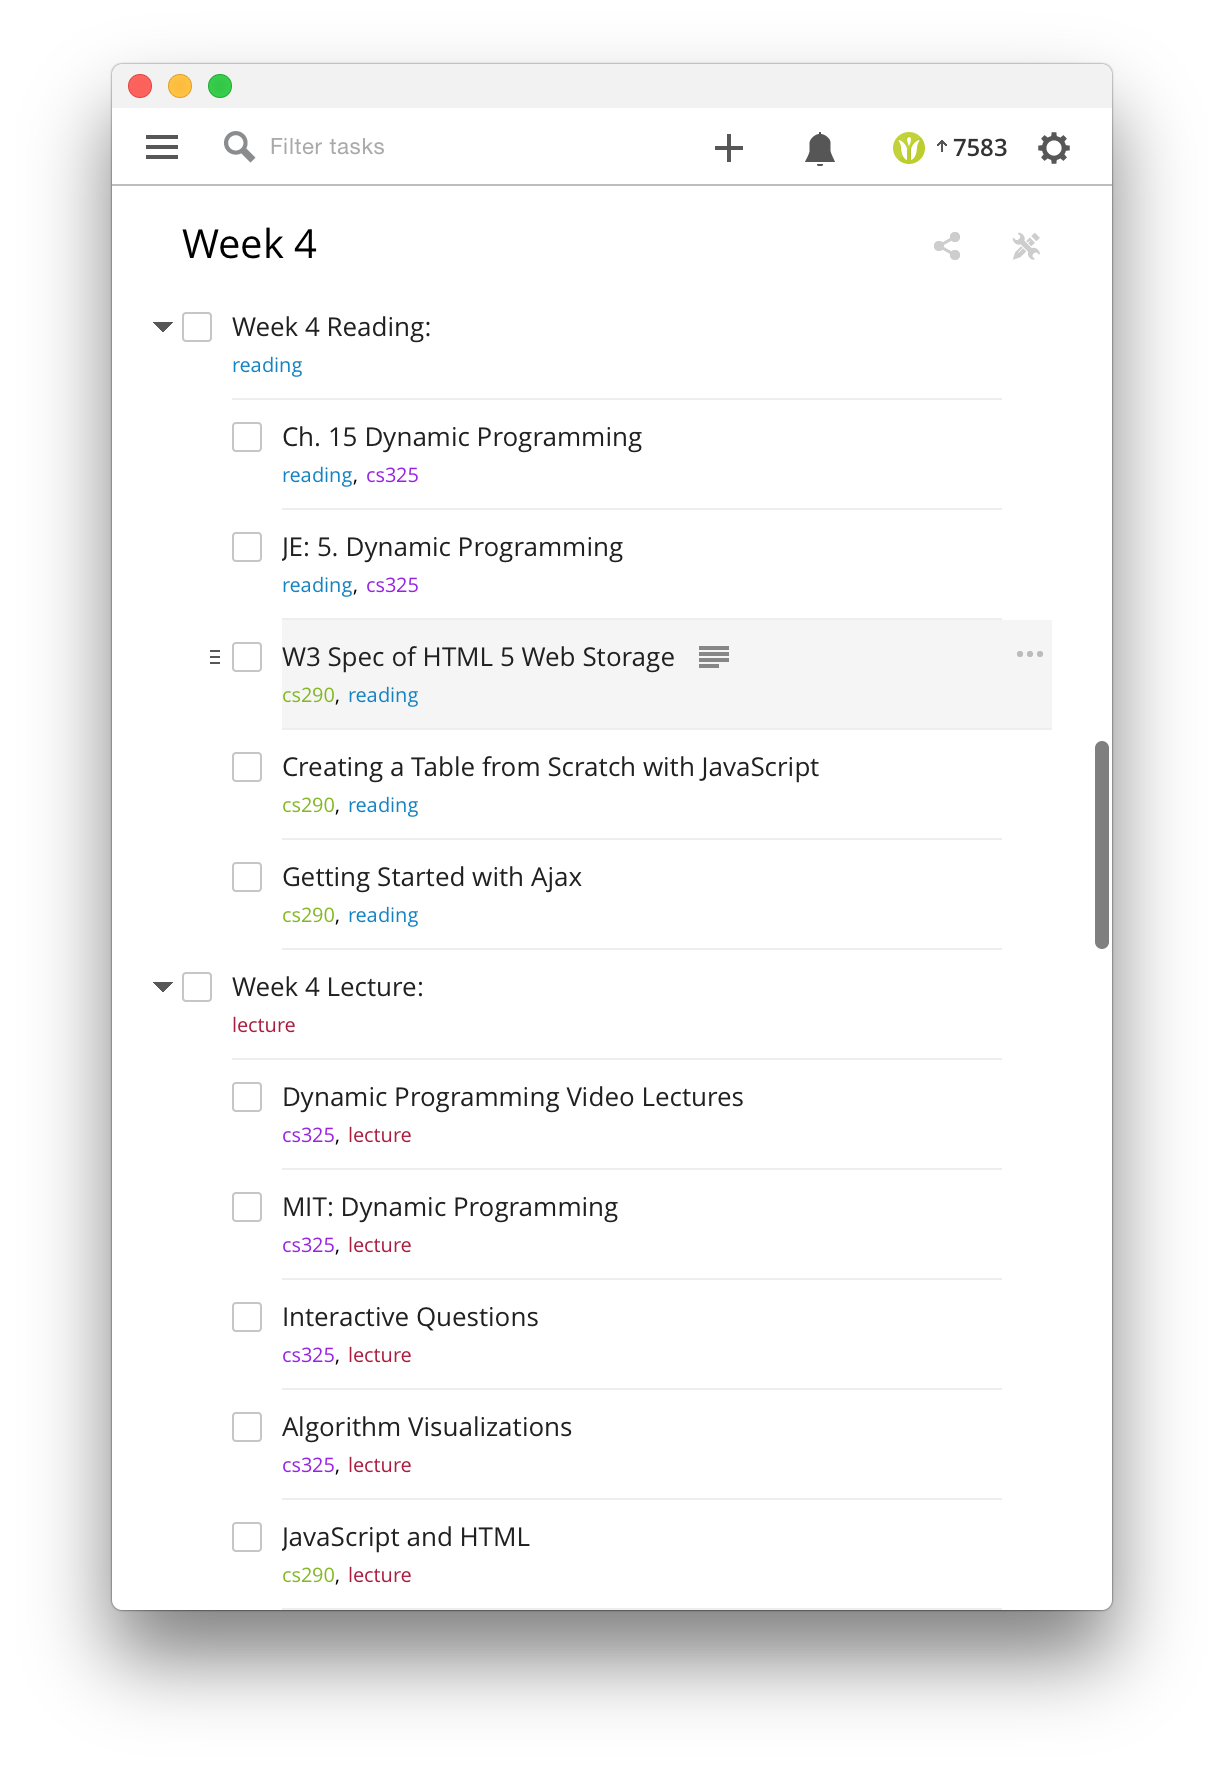 Filter tasks
7583
Week 4
Week 4 Reading:
reading
Ch. 15 Dynamic Programming
reading, cs325
JE: 5. Dynamic Programming
reading, cs325
W3 Spec of HTML 5 Web Storage
cs290, reading
Creating a Table from Scratch with JavaScript
cs290, reading
Getting Started with Ajax
cs290, reading
Week 4 Lecture:
lecture
Dynamic Programming Video Lectures
cs325, lecture
MIT: Dynamic Programming
cs325, lecture
Interactive Questions
cs325, lecture
Algorithm Visualizations
cs325, lecture
JavaScript and HTML
cs290, lecture